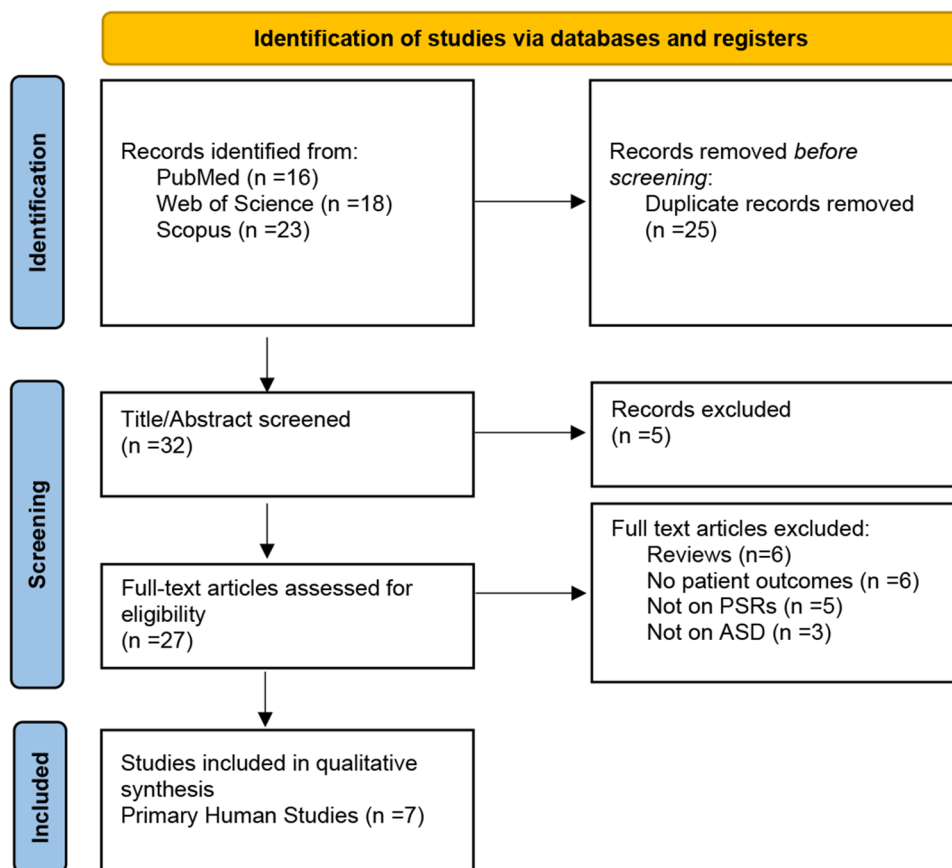 Identification of studies via databases and registers
Identification
Records identified from:
PubMed (n =16)
Web of Science (n =18)
Scopus (n =23)
Records removed before
screening:
Duplicate records removed
(n =25)
Screening
Title/Abstract screened
(n =32)
Records excluded
(n =5)
Full-text articles assessed for
eligibility
(n =27)
Full text articles excluded:
Reviews (n=6)
No patient outcomes (n =6)
Not on PSRs (n =5)
Not on ASD (n =3)
Included
Studies included in qualitative
synthesis
Primary Human Studies (n =7)